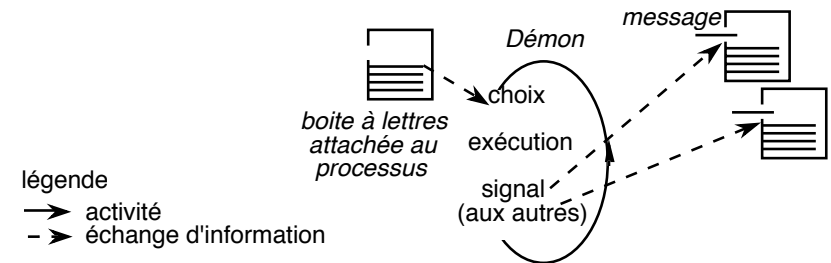 message
Démon
choix
boite à lettres
attachée au
processus
exécution
signal
(aux autres)
légende
activité
échange d'information